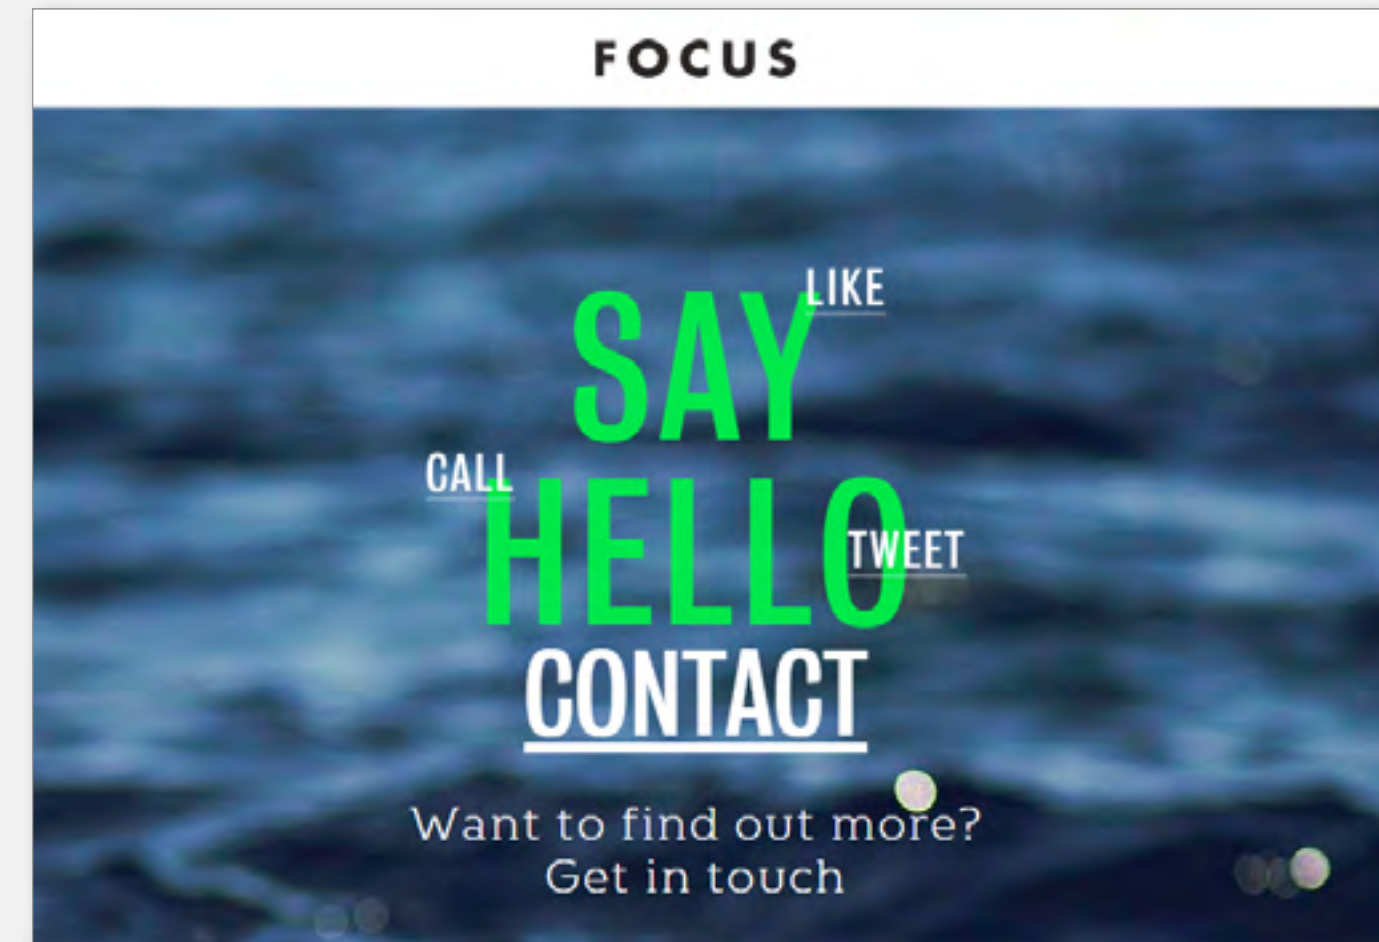 FOCUS
LIKE
SAY
CALL
HELLO
TWEET
CONTACT
Want to find out more?
Get in touch